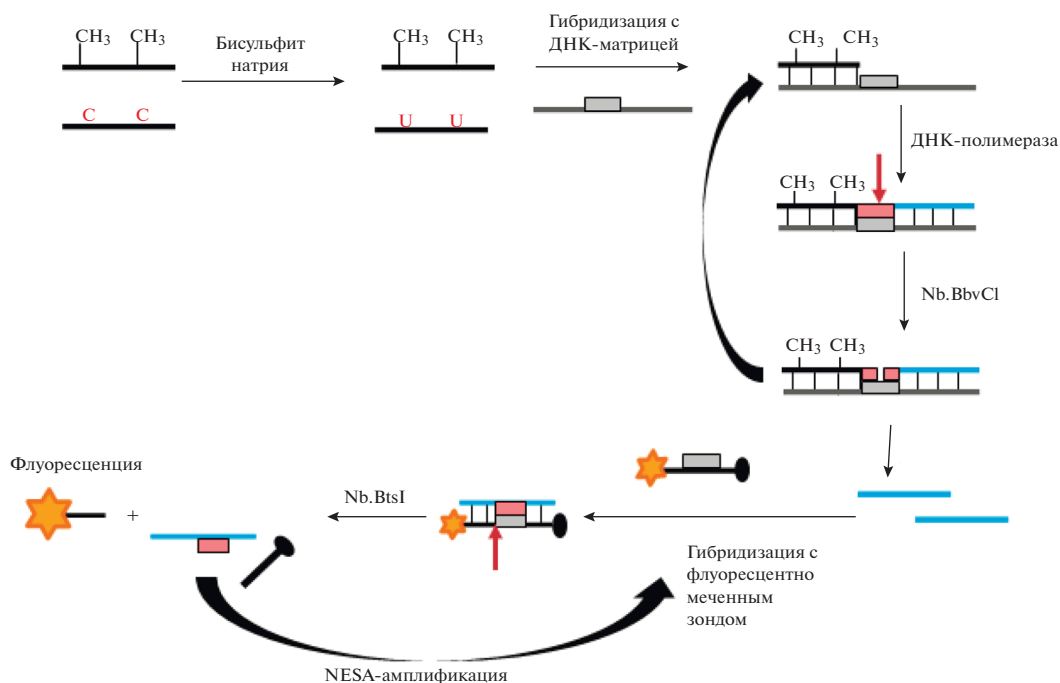 CH3 CH3
Бисульфит
натрия
C C
CH3 CH3
U U
Гибридизация с
ДНК-матрицей
CH3 CH3
ДНК-полимераза
CH3 CH3
Nb.BbvCl
CH3 CH3
Гибридизация с
флуоресцентно
меченным
зондом
Nb.BtsI
Флуоресценция
+
NESA-амплификация